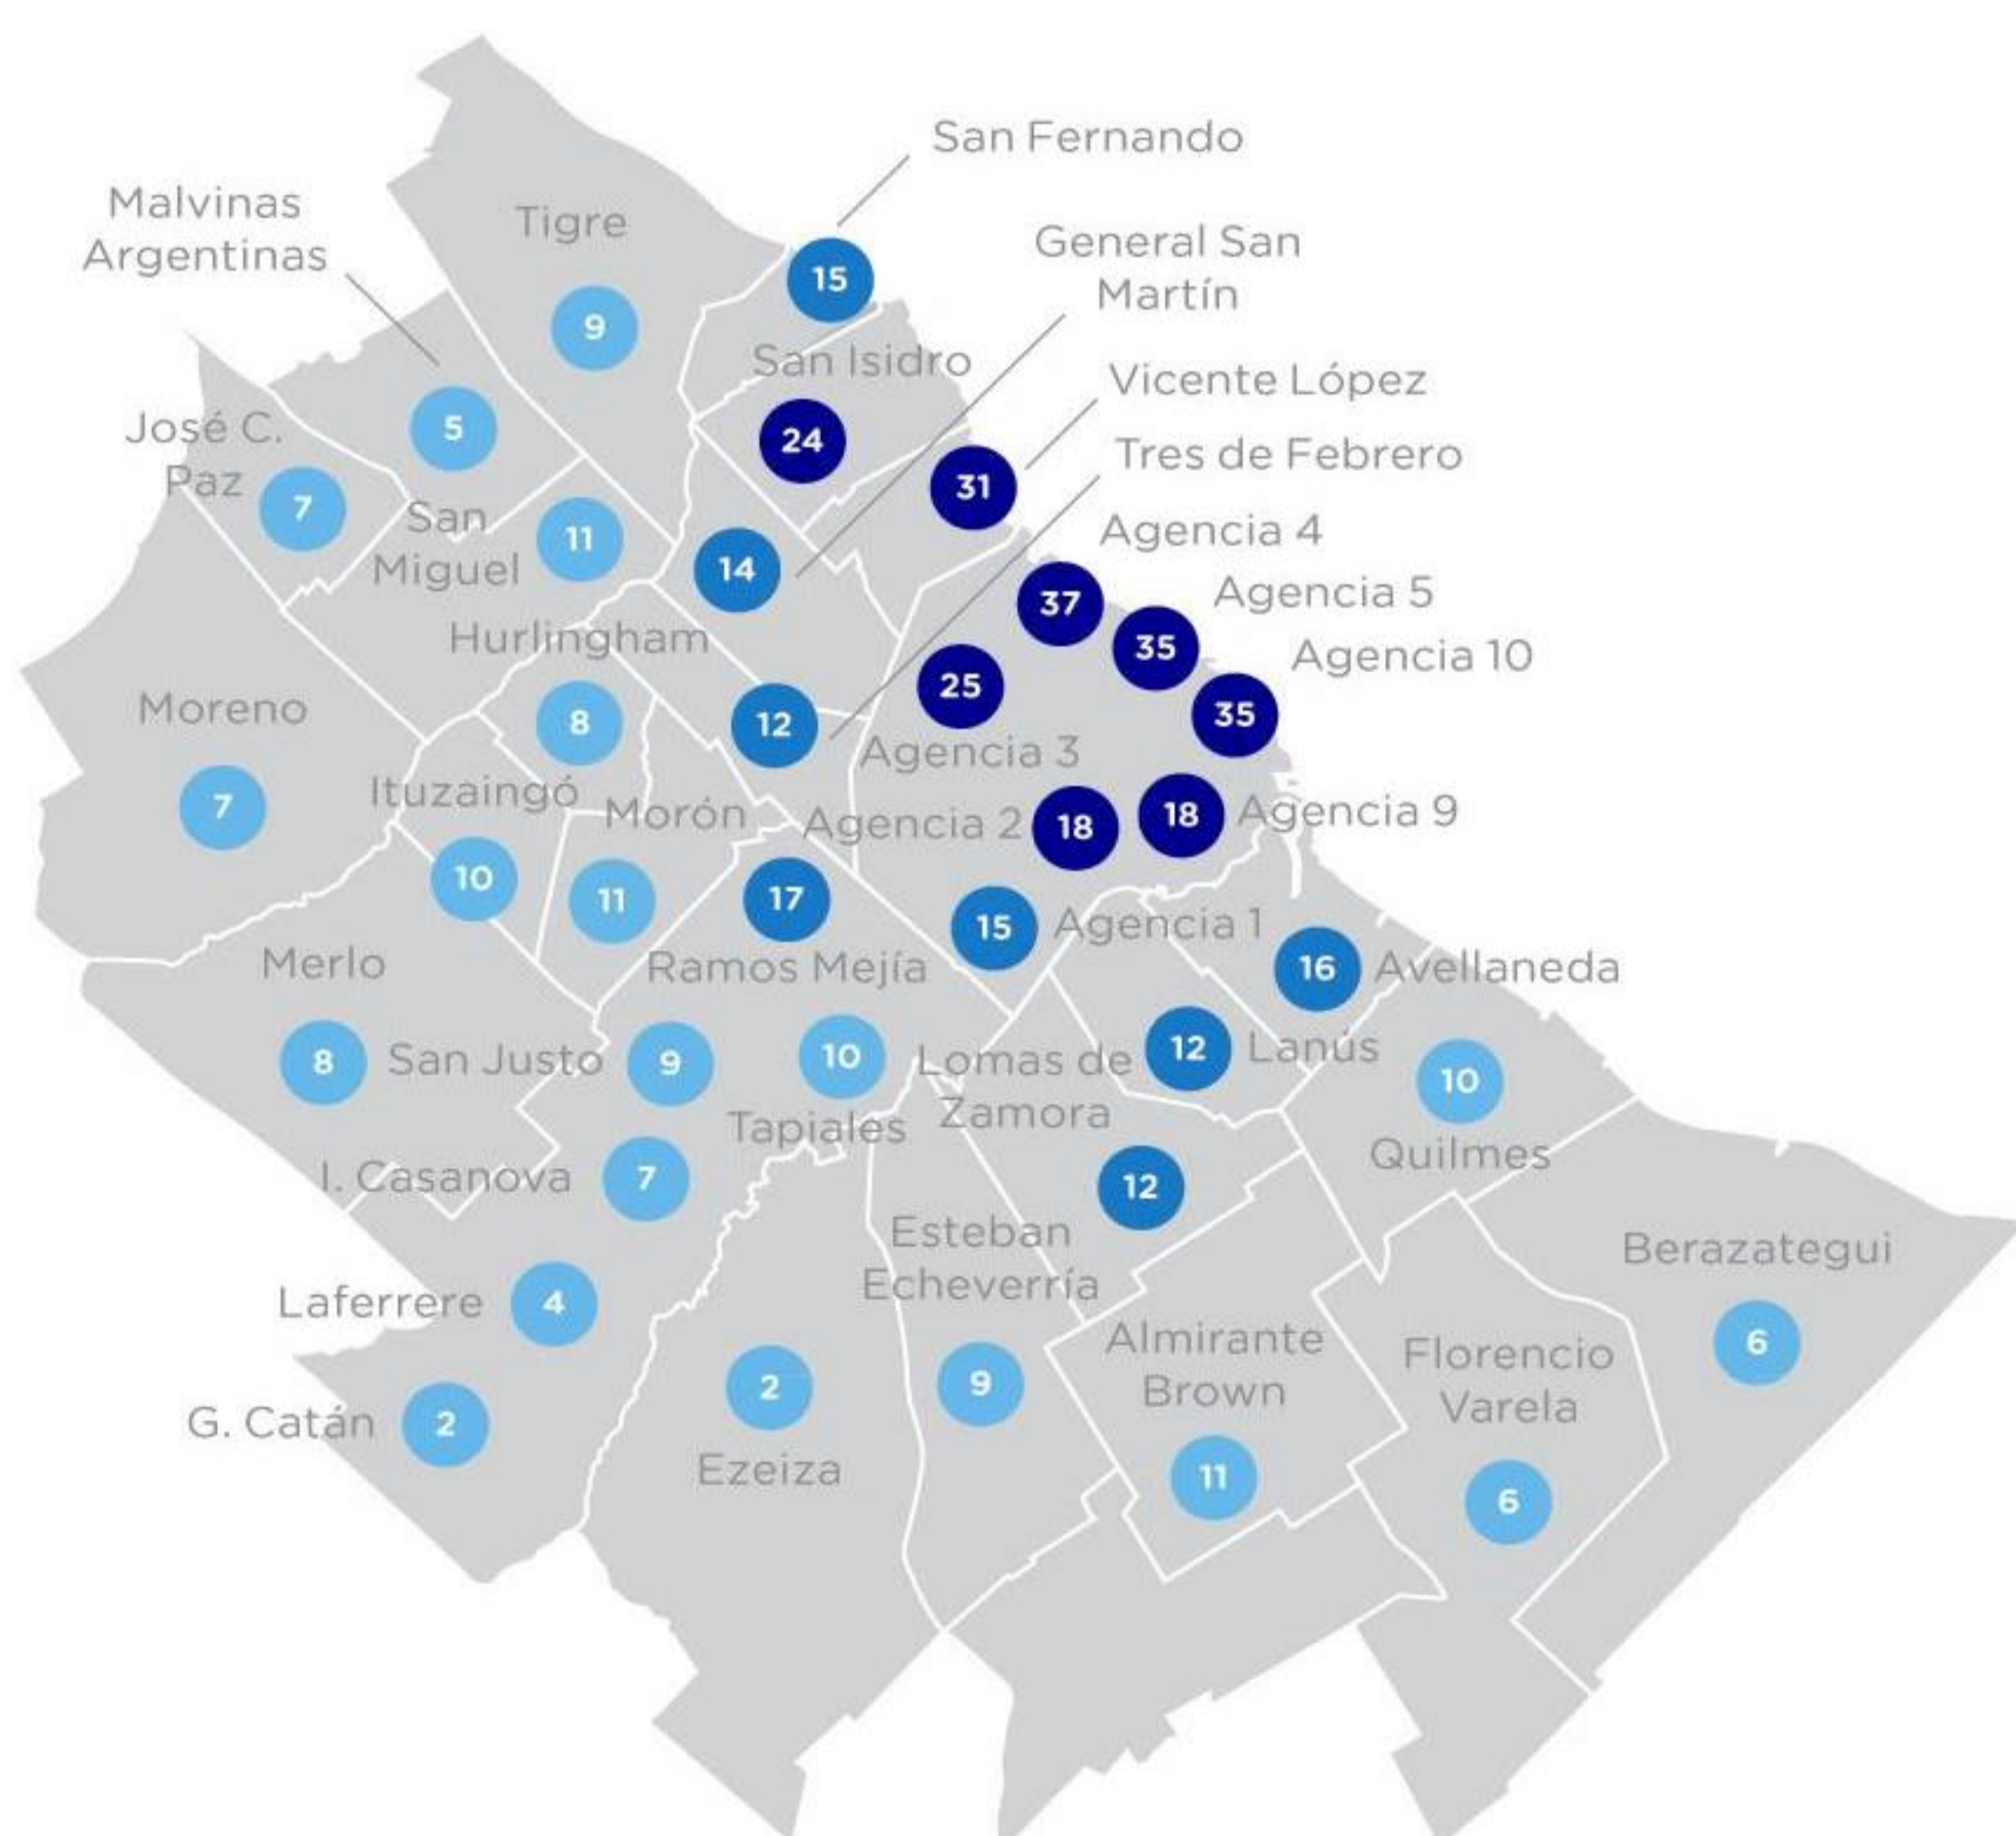 San Fernando
Malvinas
Argentinas
Tigre
General San
Martín
15
9
San Isidro
Vicente López
José C.
Paz
5
24
Tres de Febrero
7
San
Miguel
11
31
Agencia 4
14
37
Agencia 5
Hurlingham
35
Agencia 10
25
35
Moreno
8
12
Agencia 3
7
Ituzaingó
Morón
Agencia 2
18
18
Agencia 9
10
11
17
15
Agencia 1
Merlo
Ramos Mejía
16
Avellaneda
8
San Justo
9
10
Lomas de
Zamora
12
Lanús
10
Tapiales
Quilmes
I. Casanova
7
12
Esteban
Echeverría
Berazategui
Laferrere
4
Almirante
Brown
Florencio
Varela
6
2
9
G. Catán
2
Ezeiza
11
6